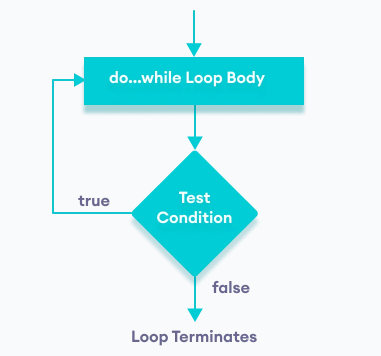 do...while Loop Body
Test
Condition
true
false
Loop Terminates